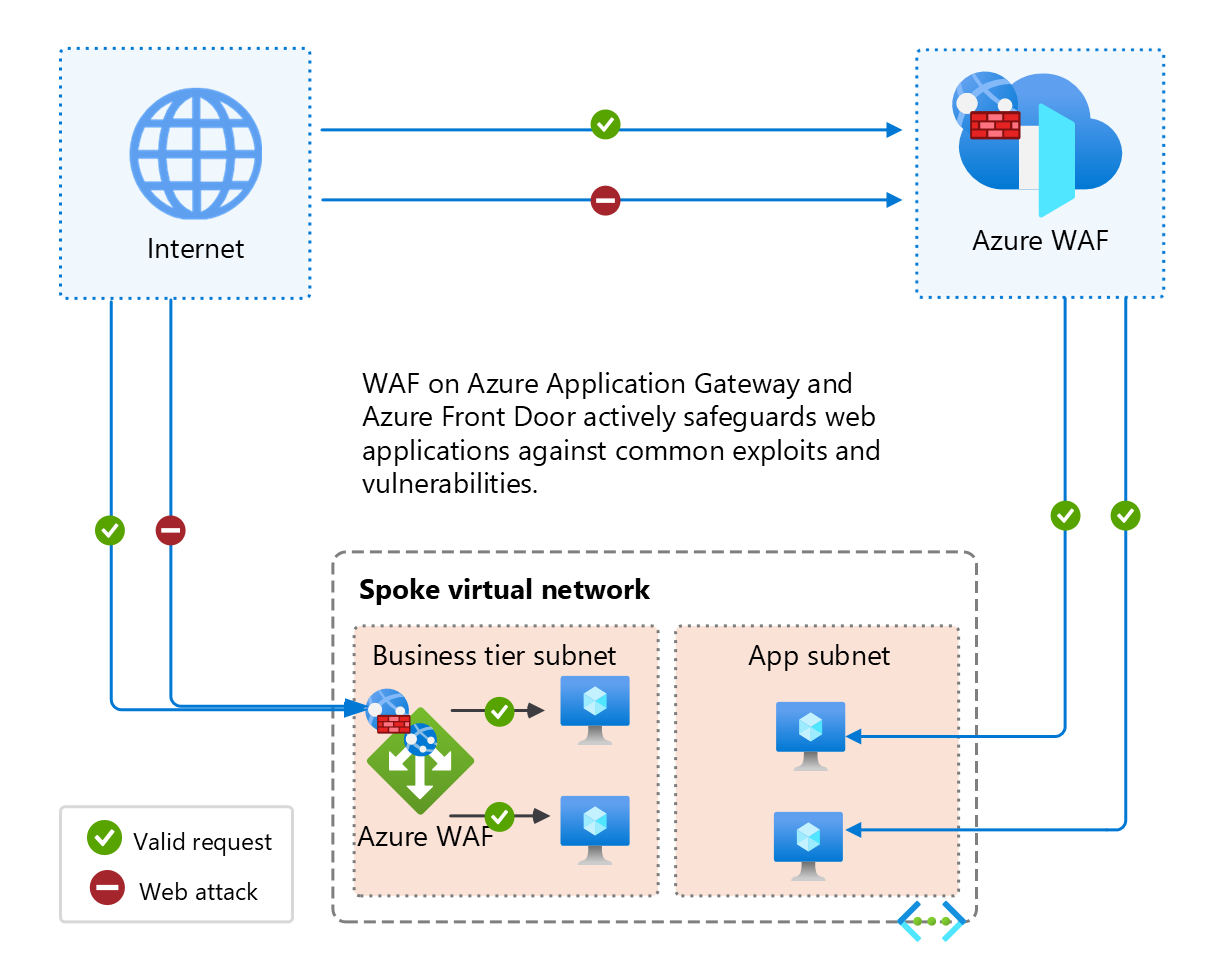 Internet
Azure WAF
WAF on Azure Application Gateway and
Azure Front Door actively safeguards web
applications against common exploits and
vulnerabilities.
Spoke virtual network
Business tier subnet
App subnet
Azure WAF
Valid request
Web attack